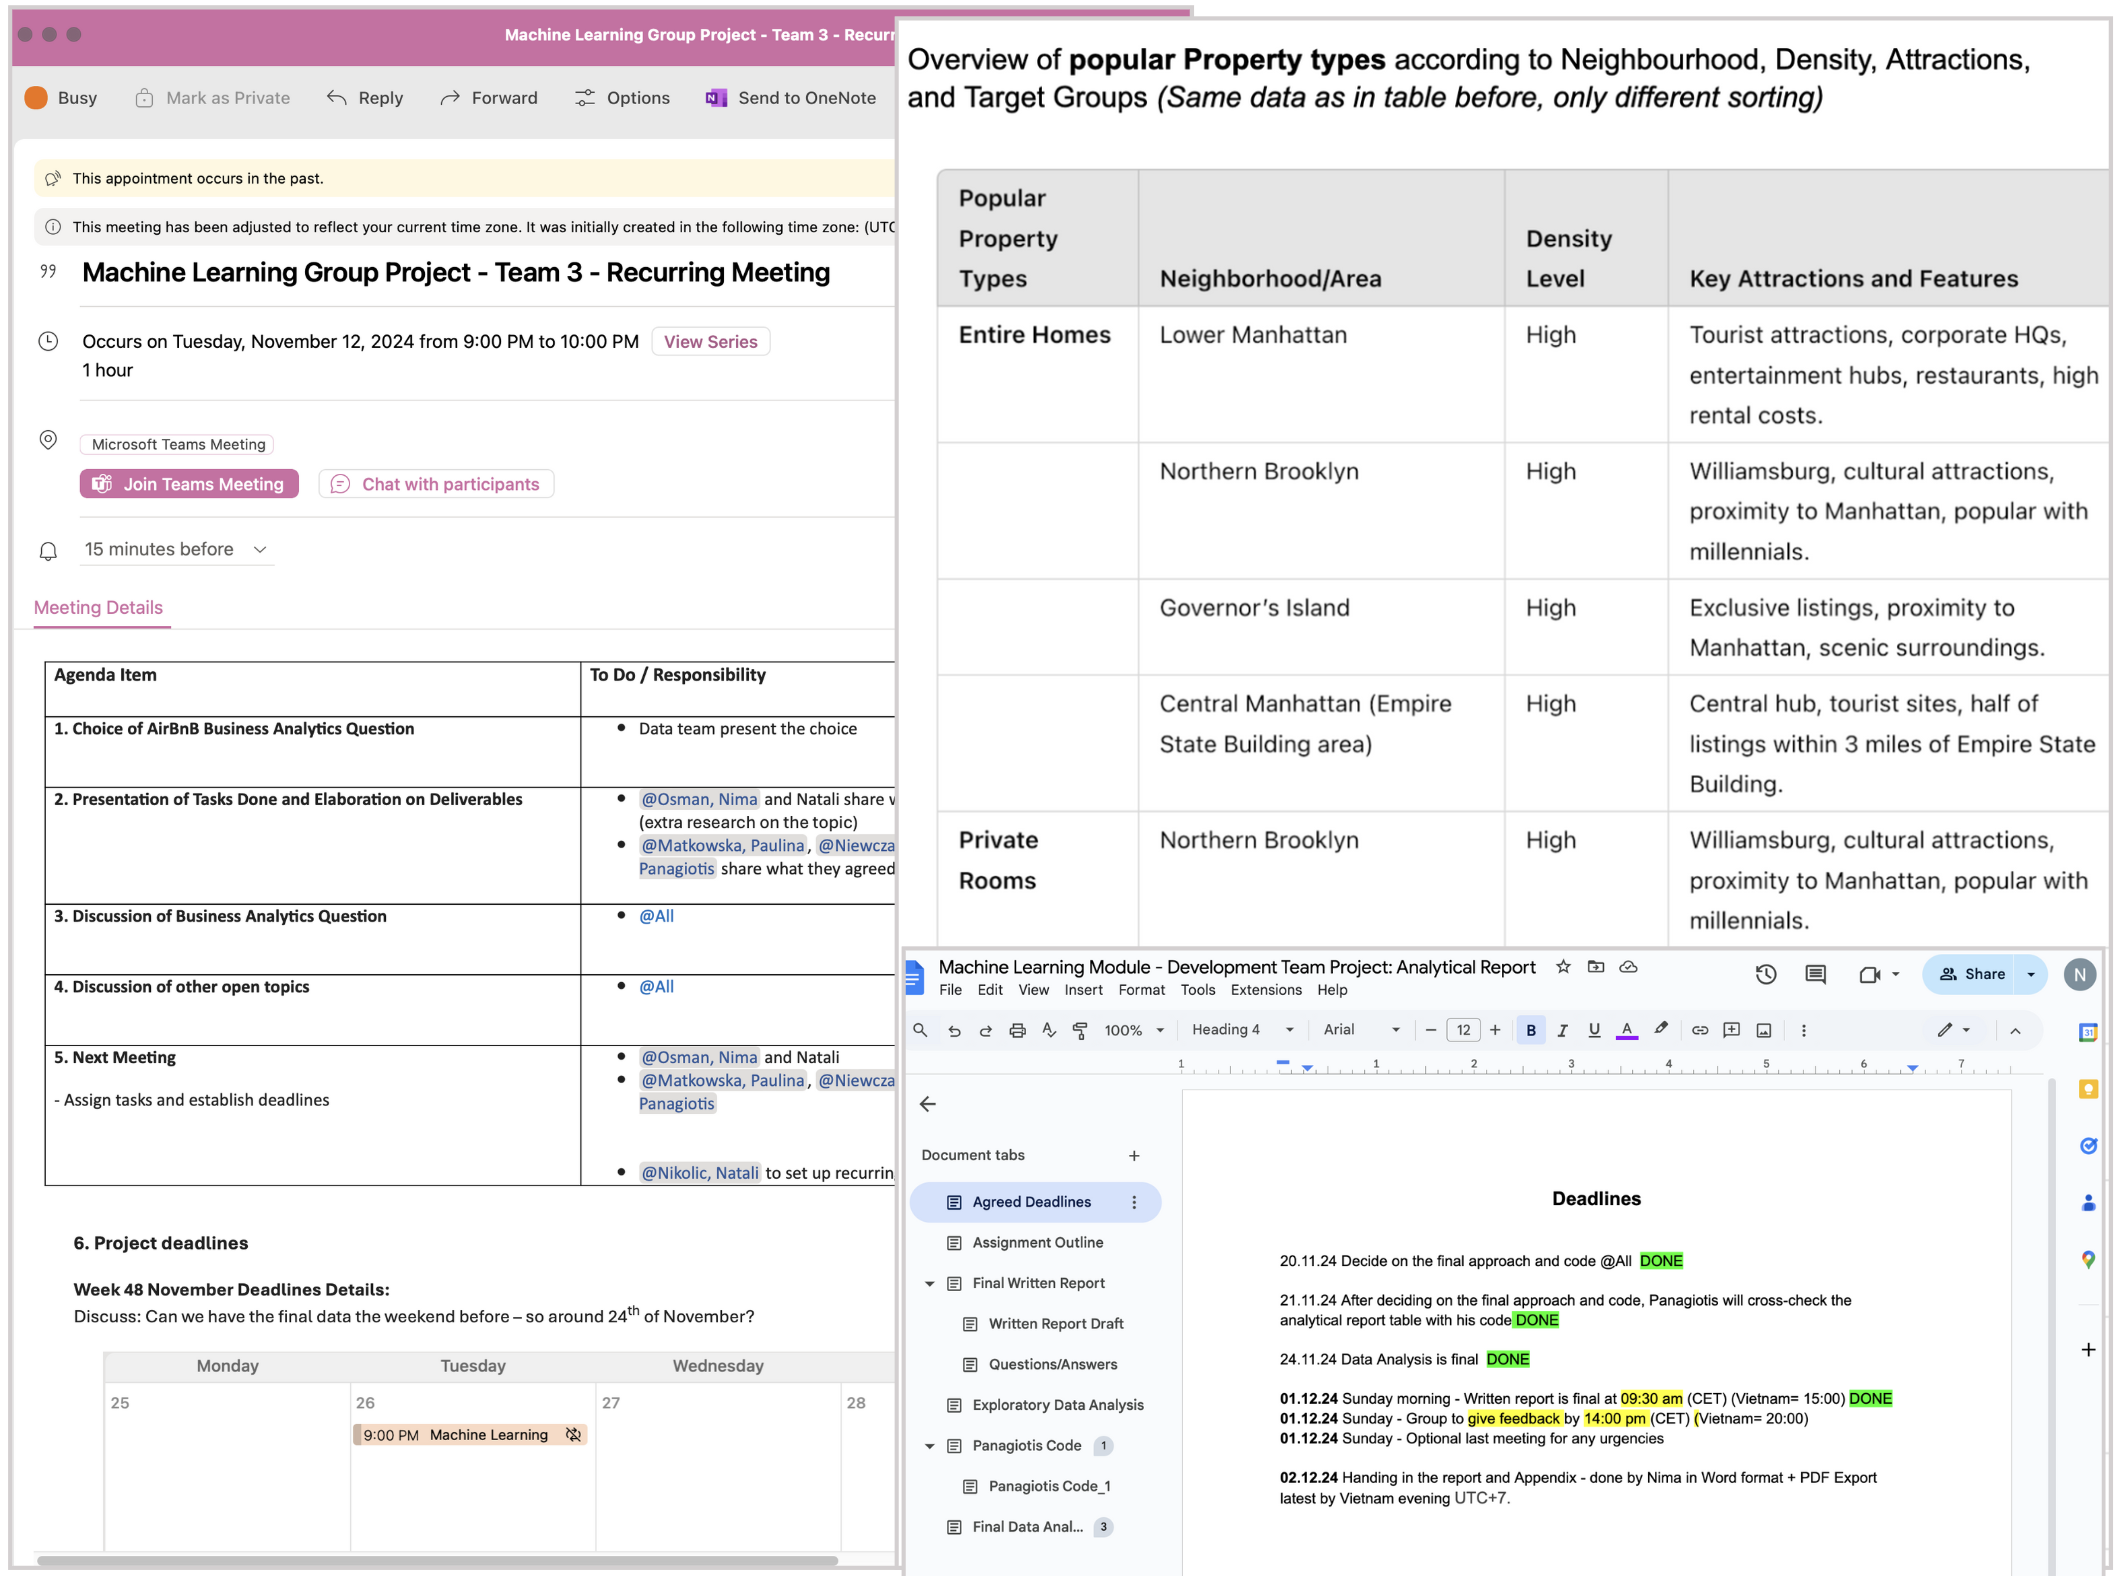 Machine Learning Group Project - Team 3 - Recurr
Busy
Mark as Private
Reply
Forward
Options
Send to OneNote
This appointment occurs in the past.
This meeting has been adjusted to reflect your current time zone. It was initially created in the following time zone: (UTC
Machine Learning Group Project - Team 3 - Recurring Meeting
Occurs on Tuesday, November 12, 2024 from 9:00 PM to 10:00 PM View Series
1 hour
Microsoft Teams Meeting
Join Teams Meeting
Chat with participants
15 minutes before
Meeting Details
Agenda Item To Do / Responsibility
1. Choice of AirBnB Business Analytics Question
• Data team present the choice
2. Presentation of Tasks Done and Elaboration on Deliverables
• @Osman, Nima and Natali share w
(extra research on the topic)
• @Matkowska, Paulina, @Niewcza
Panagiotis share what they agreed
3. Discussion of Business Analytics Question
• @All
4. Discussion of other open topics
• @All
5. Next Meeting
- Assign tasks and establish deadlines
• @Osman, Nima and Natali
• @Matkowska, Paulina, @Niewcza
Panagiotis
• @Nikolic, Natali to set up recurrin
6. Project deadlines
Week 48 November Deadlines Details:
Discuss: Can we have the final data the weekend before – so around 24th of November?
Monday Tuesday Wednesday
25 26 27 28
9:00 PM Machine Learning
Overview of popular Property types according to Neighbourhood, Density, Attractions,
and Target Groups (Same data as in table before, only different sorting)
Popular
Property
Types
Neighborhood/Area
Density
Level
Key Attractions and Features
Entire Homes
Lower Manhattan
High
Tourist attractions, corporate HQs,
entertainment hubs, restaurants, high
rental costs.
Northern Brooklyn
High
Williamsburg, cultural attractions,
proximity to Manhattan, popular with
millennials.
Governor's Island
High
Exclusive listings, proximity to
Manhattan, scenic surroundings.
Central Manhattan (Empire
State Building area)
High
Central hub, tourist sites, half of
listings within 3 miles of Empire State
Building.
Private
Rooms
Northern Brooklyn
High
Williamsburg, cultural attractions,
proximity to Manhattan, popular with
millennials.
Machine Learning Module - Development Team Project: Analytical Report
File Edit View Insert Format Tools Extensions Help
Share
N
100% Heading 4 Arial − 12 + B I U A
31
1 1 2 3 4 5 6 7
Document tabs
Agreed Deadlines
Assignment Outline
Final Written Report
Written Report Draft
Questions/Answers
Exploratory Data Analysis
Panagiotis Code 1
Panagiotis Code_1
Final Data Anal... 3
Deadlines
20.11.24 Decide on the final approach and code @All DONE
21.11.24 After deciding on the final approach and code, Panagiotis will cross-check the
analytical report table with his code DONE
24.11.24 Data Analysis is final DONE
01.12.24 Sunday morning - Written report is final at 09:30 am (CET) (Vietnam= 15:00) DONE
01.12.24 Sunday - Group to give feedback by 14:00 pm (CET) (Vietnam= 20:00)
01.12.24 Sunday - Optional last meeting for any urgencies
02.12.24 Handing in the report and Appendix - done by Nima in Word format + PDF Export
latest by Vietnam evening UTC+7.